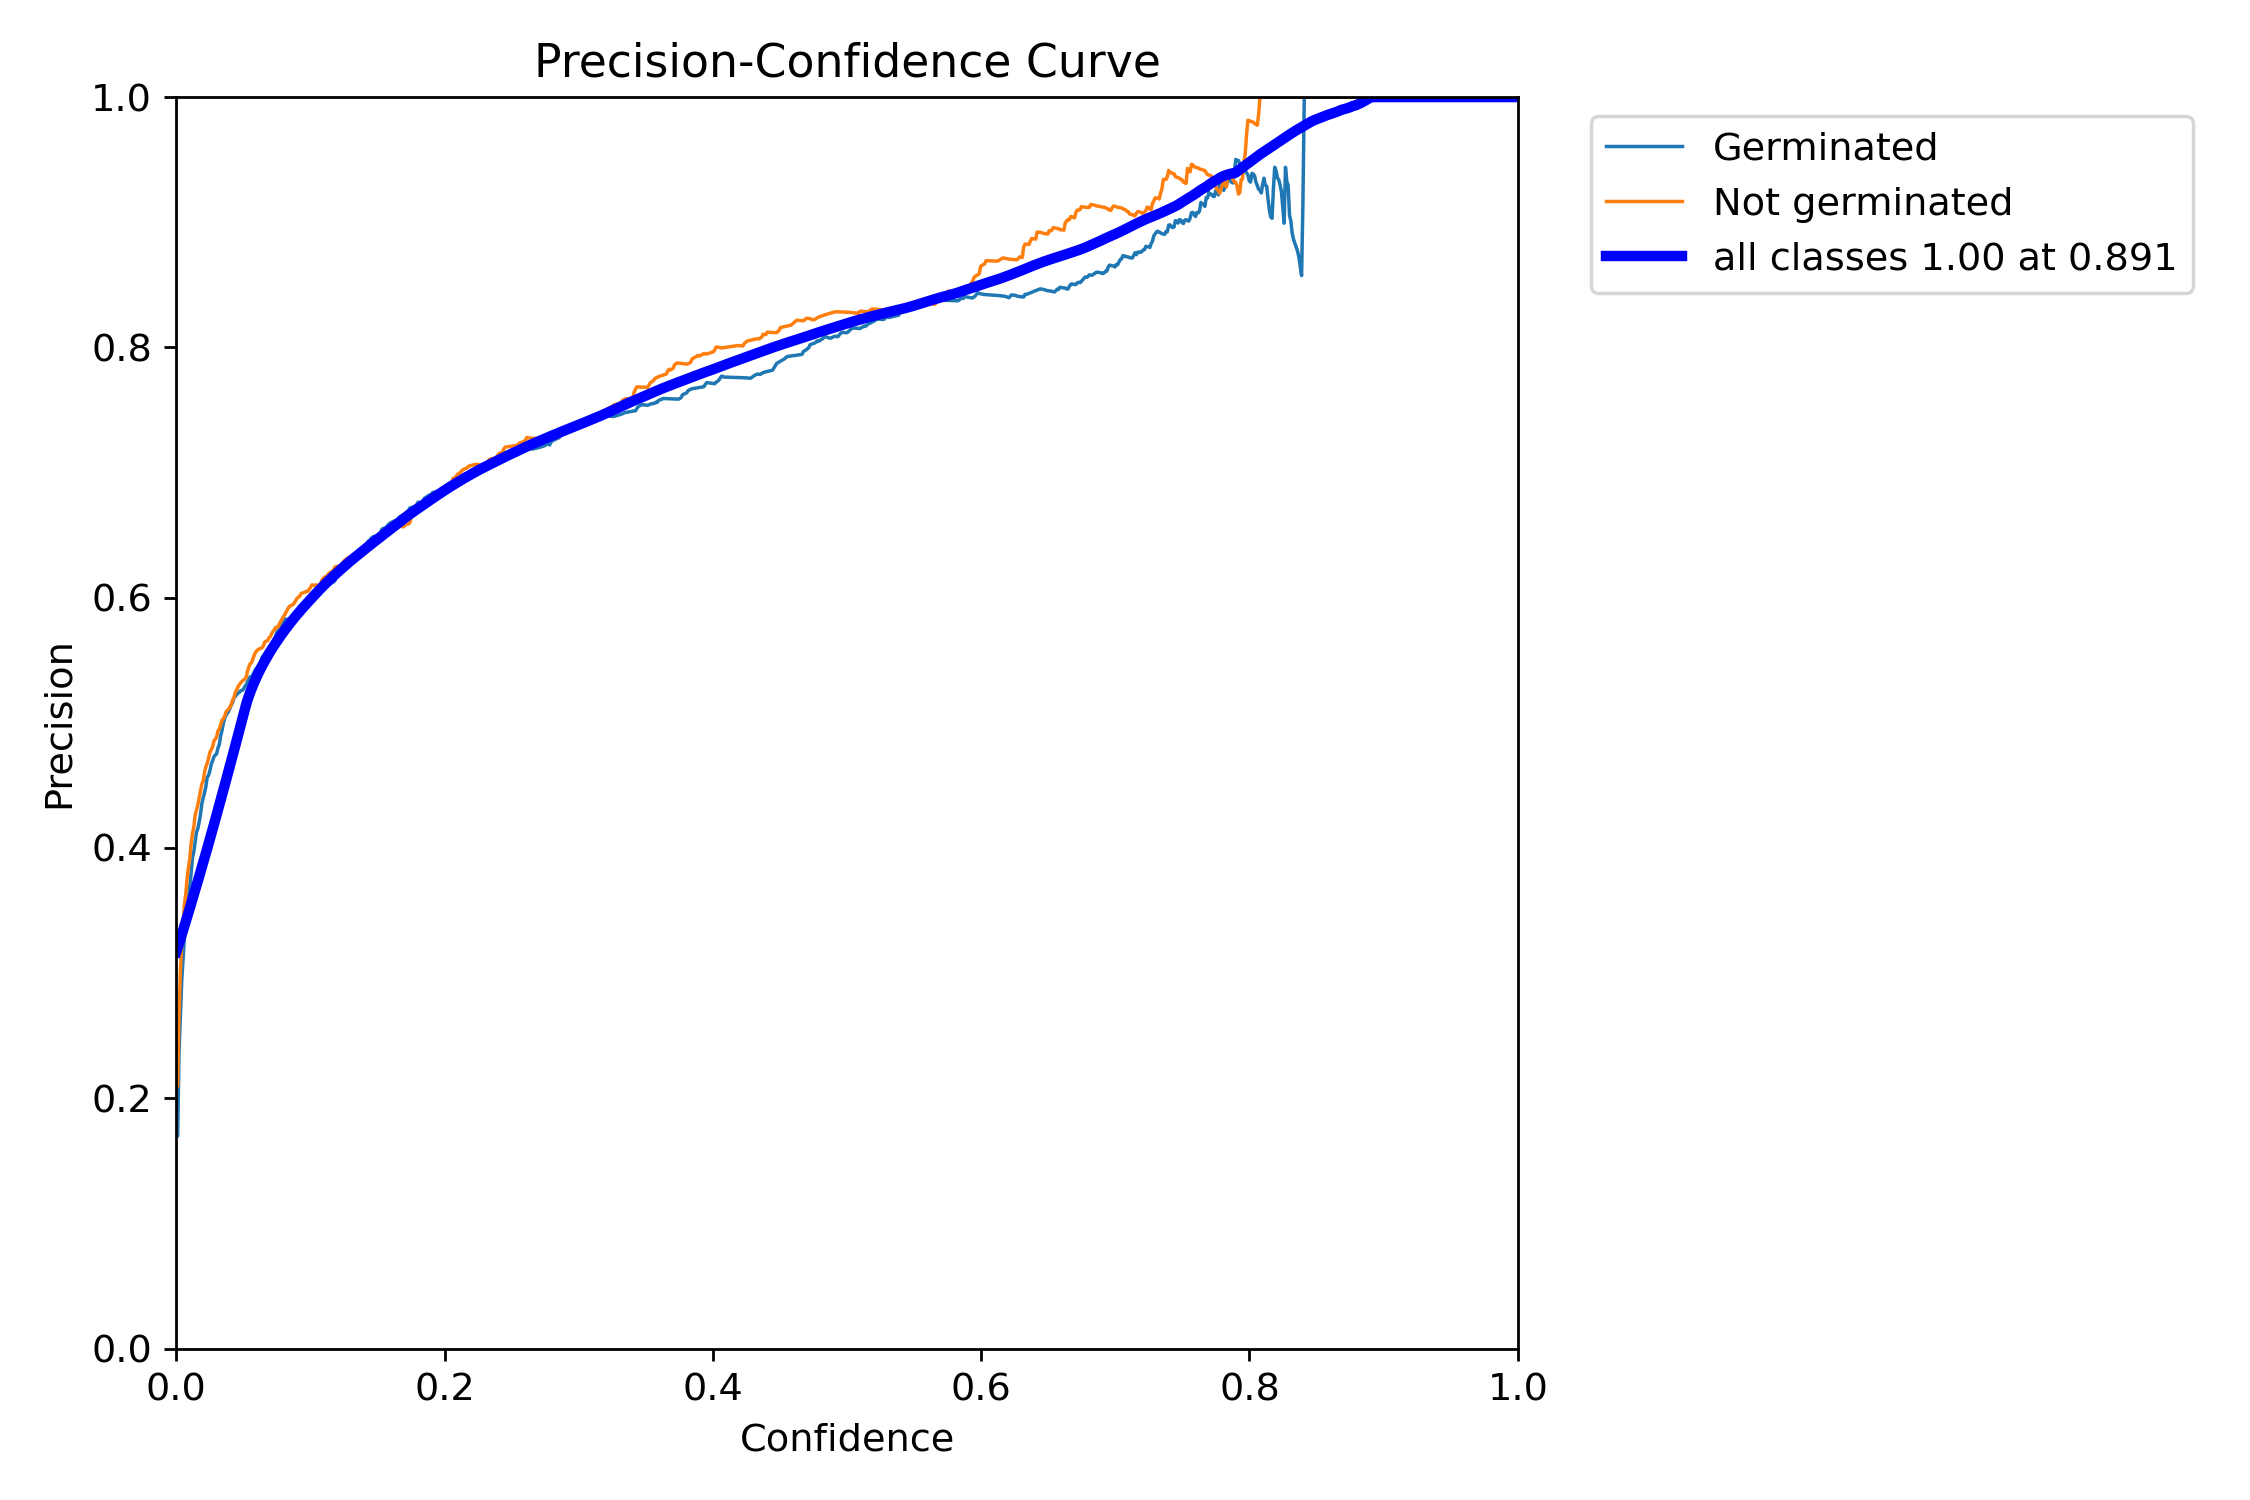 Precision-Confidence Curve
1.0
0.8
0.6
0.4
0.2
0.0
Precision
0.0 0.2 0.4 0.6 0.8 1.0
Confidence
Germinated
Not germinated
all classes 1.00 at 0.891